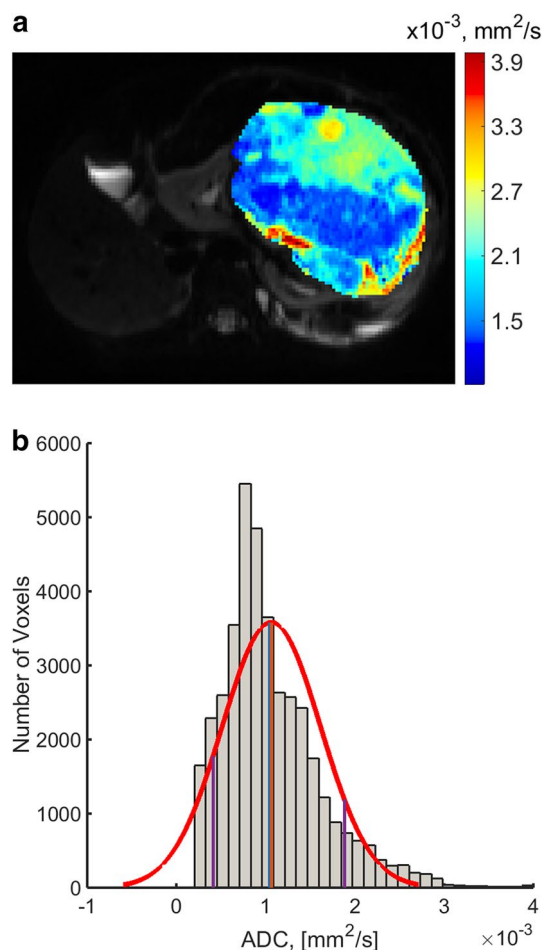 a
x10⁻³, mm²/s
3.9
3.3
2.7
2.1
1.5
b
6000
5000
4000
3000
2000
1000
0
Number of Voxels
-1 0 1 2 3 4
ADC, [mm²/s] ×10⁻³